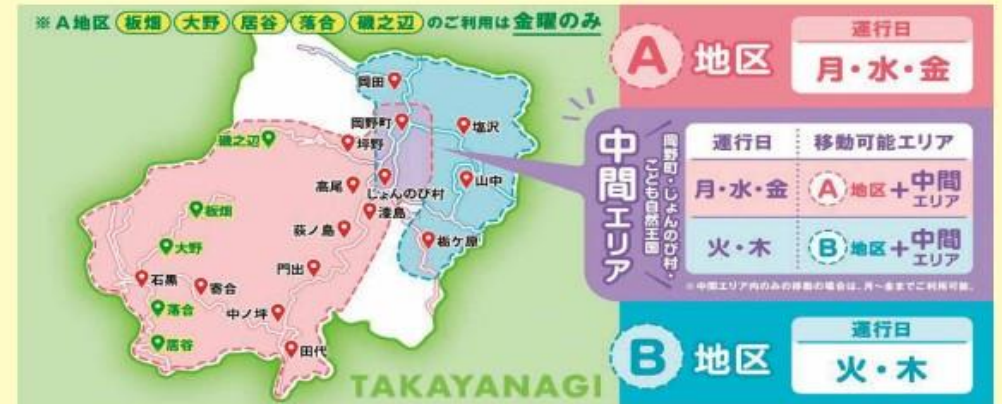 ※A地区 板畑 大野 居谷 落合 磯之辺 のご利用は 金曜のみ
岡田
岡野町
塩沢
磯之辺
坪野
高尾
じょんのび村
山中
板畑
漆島
荻ノ島
栃ケ原
大野
門出
石黒
寄合
落合
中ノ坪
居谷
田代
TAKAYANAGI
A 地区
運行日
月・水・金
中間エリア
岡野町・じょんのび村・
こども自然王国
運行日 移動可能エリア
月・水・金 A 地区+中間エリア
火・木 B 地区+中間エリア
※中間エリア内のみの移動の場合は、月〜金までご利用可能。
B 地区
運行日
火・木